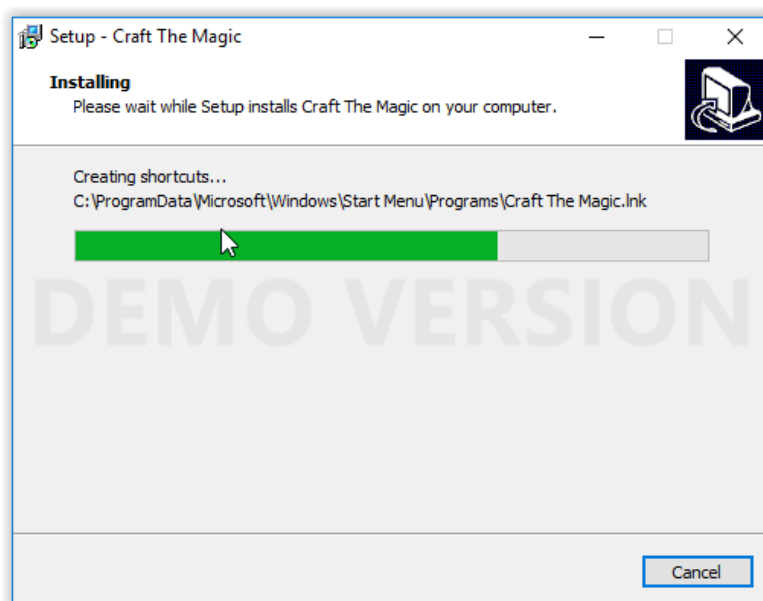 Setup - Craft The Magic
Installing
Please wait while Setup installs Craft The Magic on your computer.
Creating shortcuts...
C:\ProgramData\Microsoft\Windows\Start Menu\Programs\Craft The Magic.lnk
DEMO VERSION
Cancel